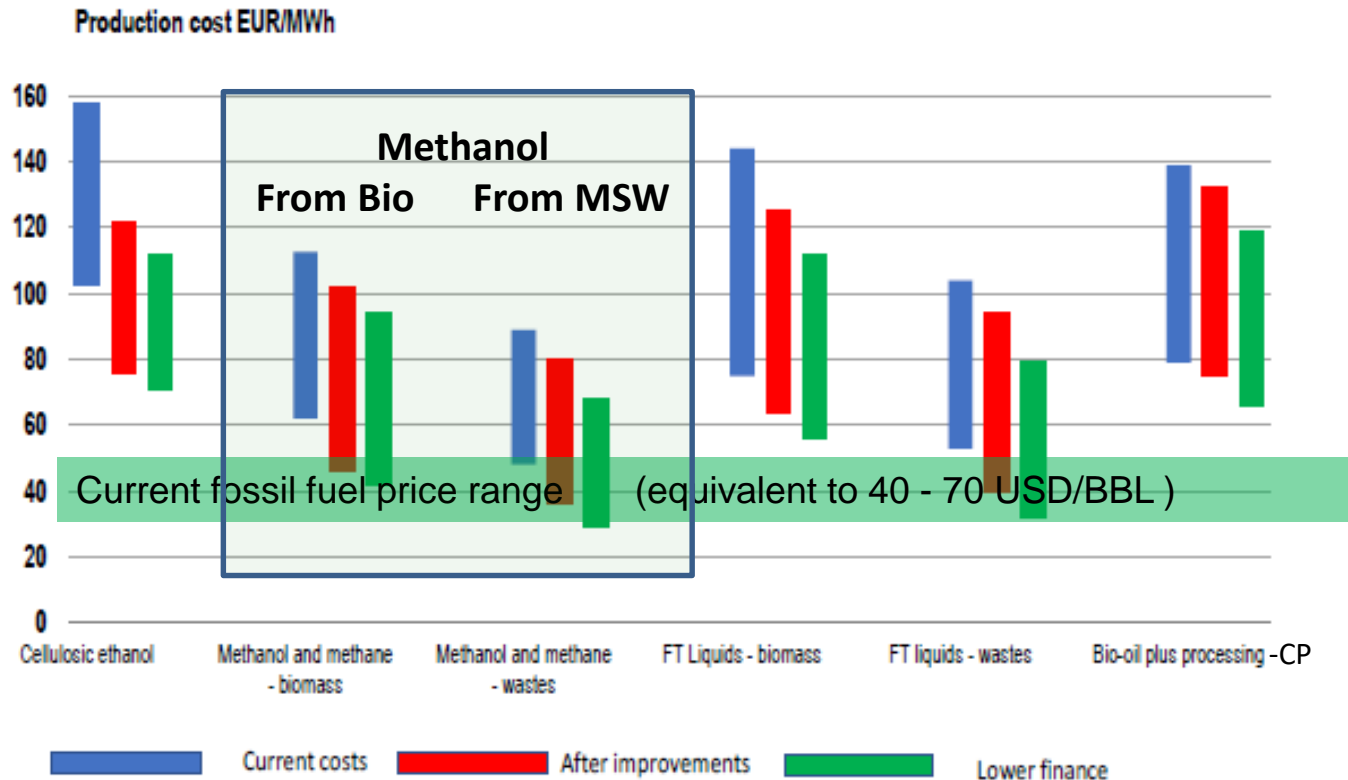 Production cost EUR/MWh
160
140
120
100
80
60
40
20
0
Methanol
From Bio From MSW
Current fossil fuel price range (equivalent to 40 - 70 USD/BBL )
Cellulosic ethanol
Methanol and methane
- biomass
Methanol and methane
- wastes
FT Liquids - biomass
FT liquids - wastes
Bio-oil plus processing -CP
Current costs
After improvements
Lower finance